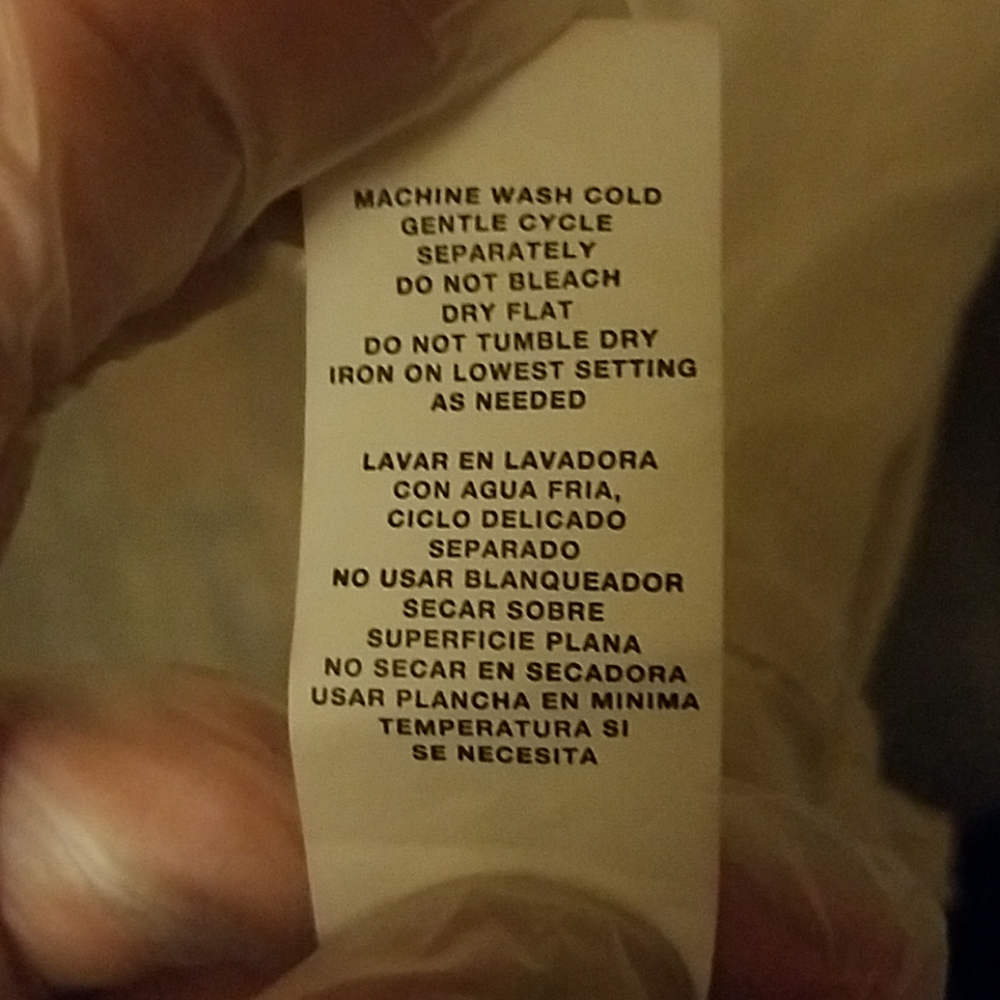 MACHINE WASH COLD
GENTLE CYCLE
SEPARATELY
DO NOT BLEACH
DRY FLAT
DO NOT TUMBLE DRY
IRON ON LOWEST SETTING
AS NEEDED
LAVAR EN LAVADORA
CON AGUA FRIA,
CICLO DELICADO
SEPARADO
NO USAR BLANQUEADOR
SECAR SOBRE
SUPERFICIE PLANA
NO SECAR EN SECADORA
USAR PLANCHA EN MINIMA
TEMPERATURA SI
SE NECESITA